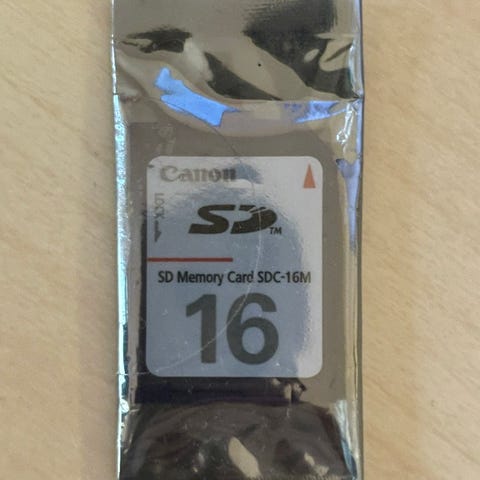 Canon
LOCK
SD TM
SD Memory Card SDC-16M
16